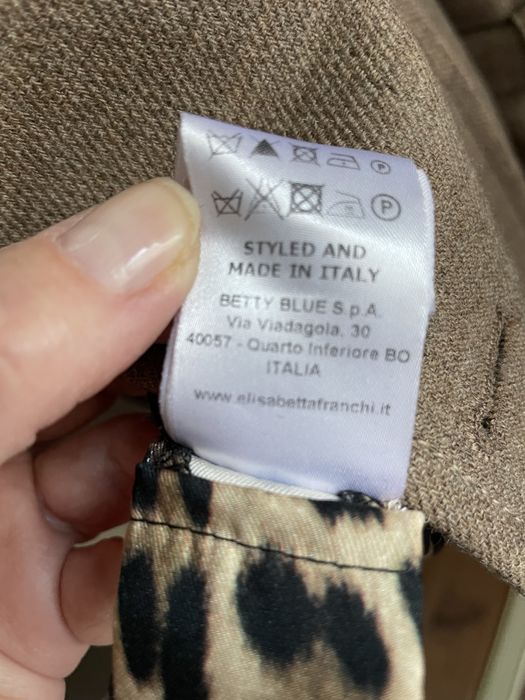 P
P
STYLED AND
MADE IN ITALY
BETTY BLUE S.p.A.
Via Viadagola, 30
40057 - Quarto Inferiore BO
ITALIA
www.elisabettafranchi.it